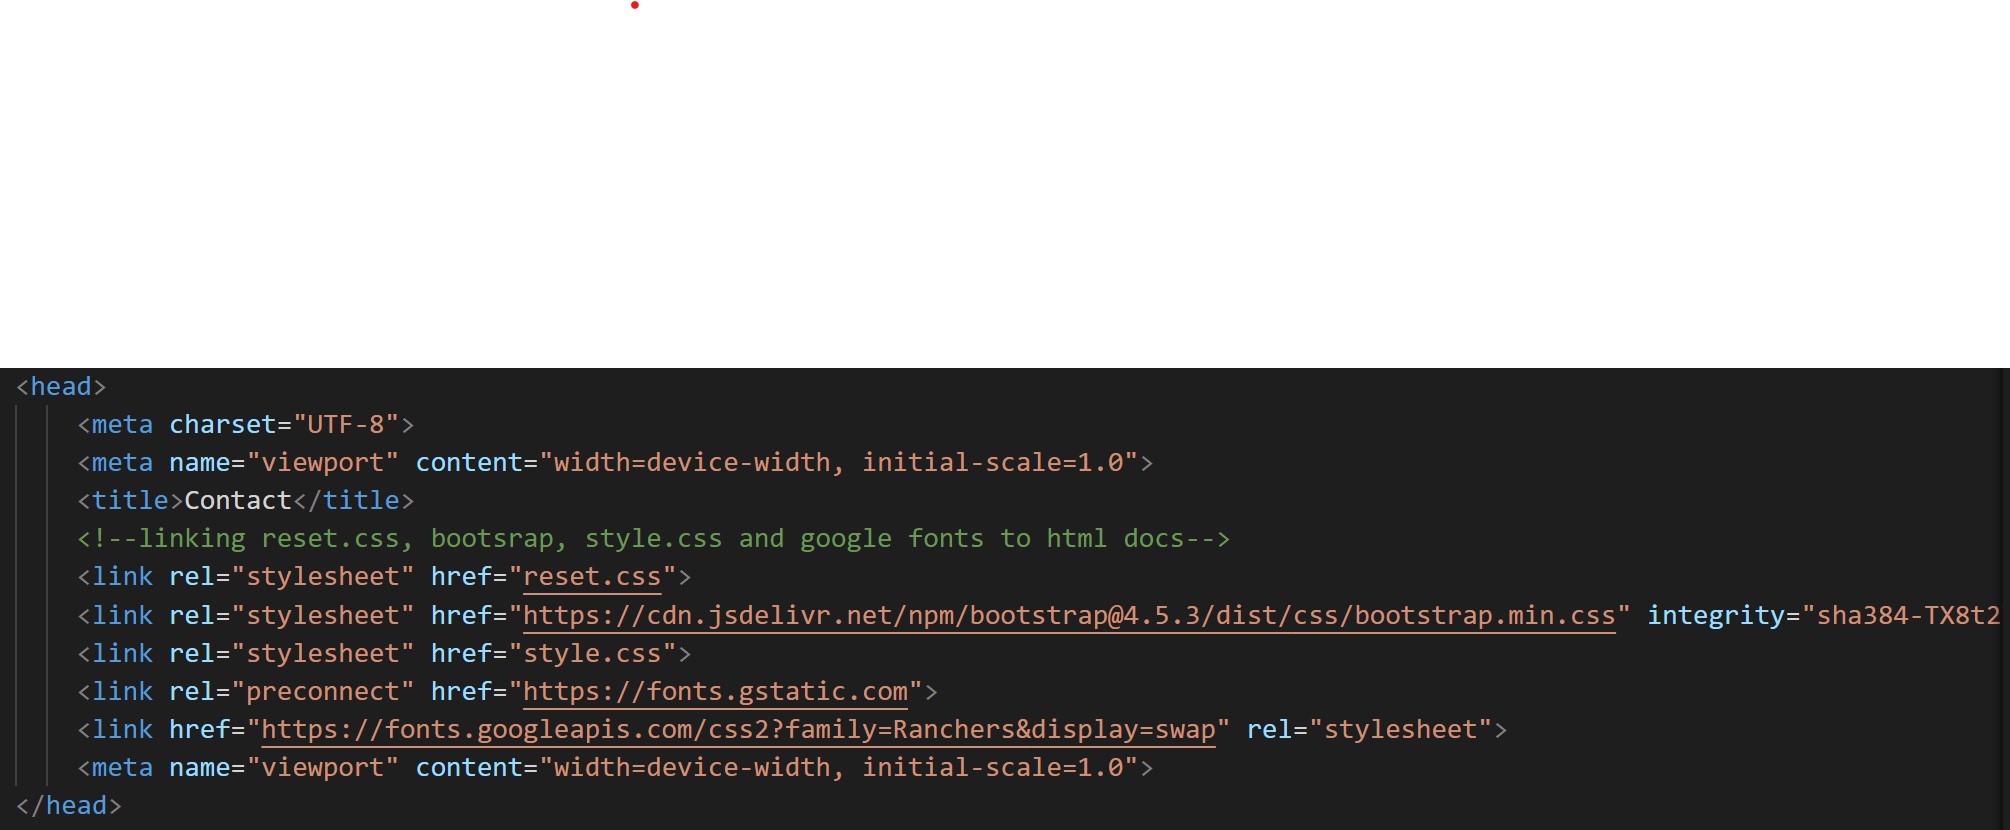 <head>
<meta charset="UTF-8">
<meta name="viewport" content="width=device-width, initial-scale=1.0">
<title>Contact</title>
<!--linking reset.css, bootsrap, style.css and google fonts to html docs-->
<link rel="stylesheet" href="reset.css">
<link rel="stylesheet" href="https://cdn.jsdelivr.net/npm/bootstrap@4.5.3/dist/css/bootstrap.min.css" integrity="sha384-TX8t2
<link rel="stylesheet" href="style.css">
<link rel="preconnect" href="https://fonts.gstatic.com">
<link href="https://fonts.googleapis.com/css2?family=Ranchers&display=swap" rel="stylesheet">
<meta name="viewport" content="width=device-width, initial-scale=1.0">
</head>